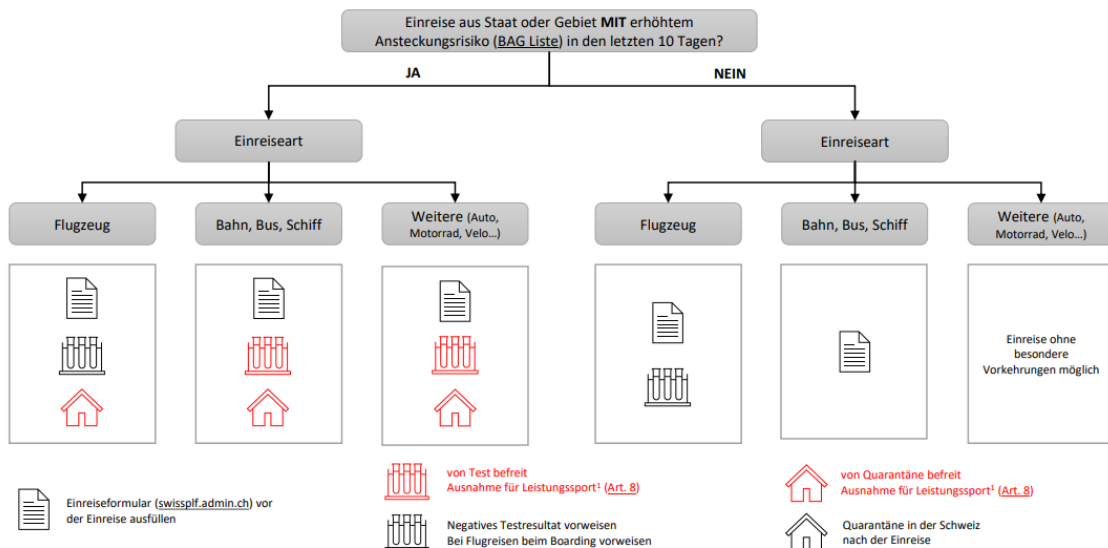 Einreise aus Staat oder Gebiet MIT erhöhtem
Ansteckungsrisiko (BAG Liste) in den letzten 10 Tagen?
JA
NEIN
Einreiseart
Einreiseart
Flugzeug
Bahn, Bus, Schiff
Weitere (Auto,
Motorrad, Velo...)
Flugzeug
Bahn, Bus, Schiff
Weitere (Auto,
Motorrad, Velo...)
Einreise ohne
besondere
Vorkehrungen möglich
Einreiseformular (swissplf.admin.ch) vor
der Einreise ausfüllen
von Test befreit
Ausnahme für Leistungssport¹ (Art. 8)
Negatives Testresultat vorweisen
Bei Flugreisen beim Boarding vorweisen
von Quarantäne befreit
Ausnahme für Leistungssport¹ (Art. 8)
Quarantäne in der Schweiz
nach der Einreise